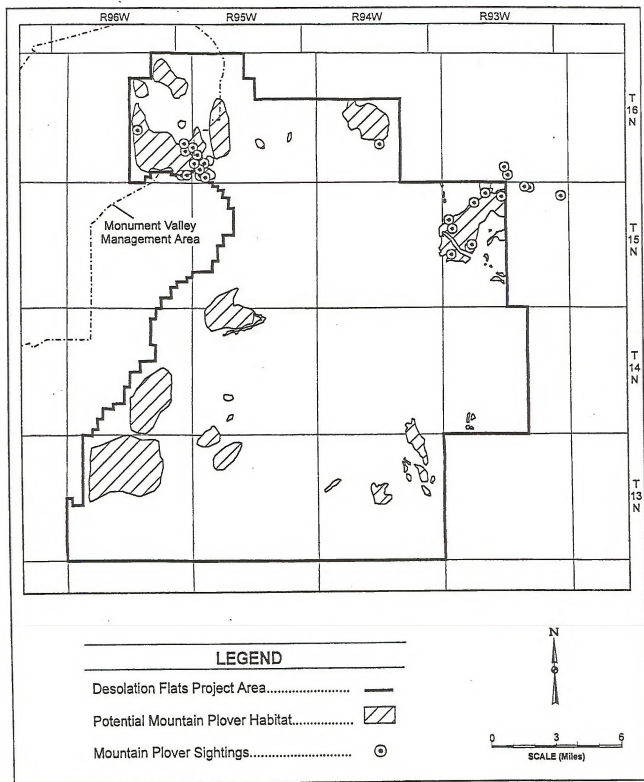 R96W R95W R94W R93W
T
16
N
Monument Valley
Management Area
T
15
N
T
14
N
T
13
N
LEGEND
Desolation Flats Project Area
Potential Mountain Plover Habitat
Mountain Plover Sightings
N
0 3 6
SCALE (Miles)